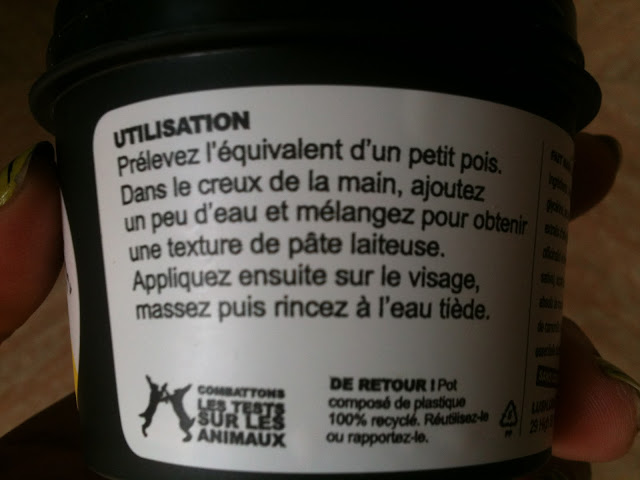 UTILISATION
Prélevez l'équivalent d'un petit pois.
Dans le creux de la main, ajoutez
un peu d'eau et mélangez pour obtenir
une texture de pâte laiteuse.
Appliquez ensuite sur le visage,
massez puis rincez à l'eau tiède.
COMBATTONS
LES TESTS
SUR LES
ANIMAUX
DE RETOUR ! Pot
composé de plastique
100% recyclé. Réutilisez-le
ou rapportez-le.
PP